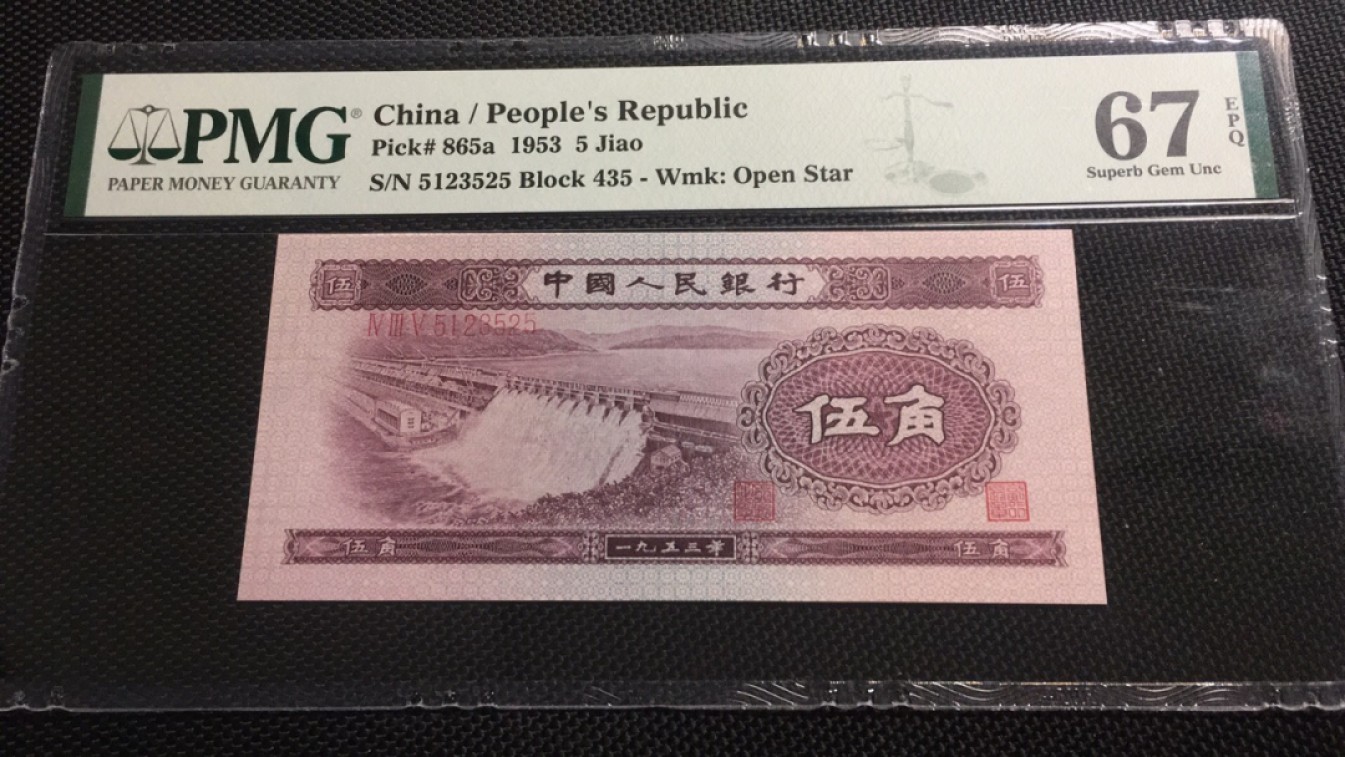 PMG®
PAPER MONEY GUARANTY
China / People's Republic
Pick# 865a 1953 5 Jiao
S/N 5123525 Block 435 - Wmk: Open Star
67
EPQ
Superb Gem Unc
伍 中國人民銀行 伍
Ⅳ Ⅲ Ⅴ 5123525
伍角
伍角 一九五三年 伍角